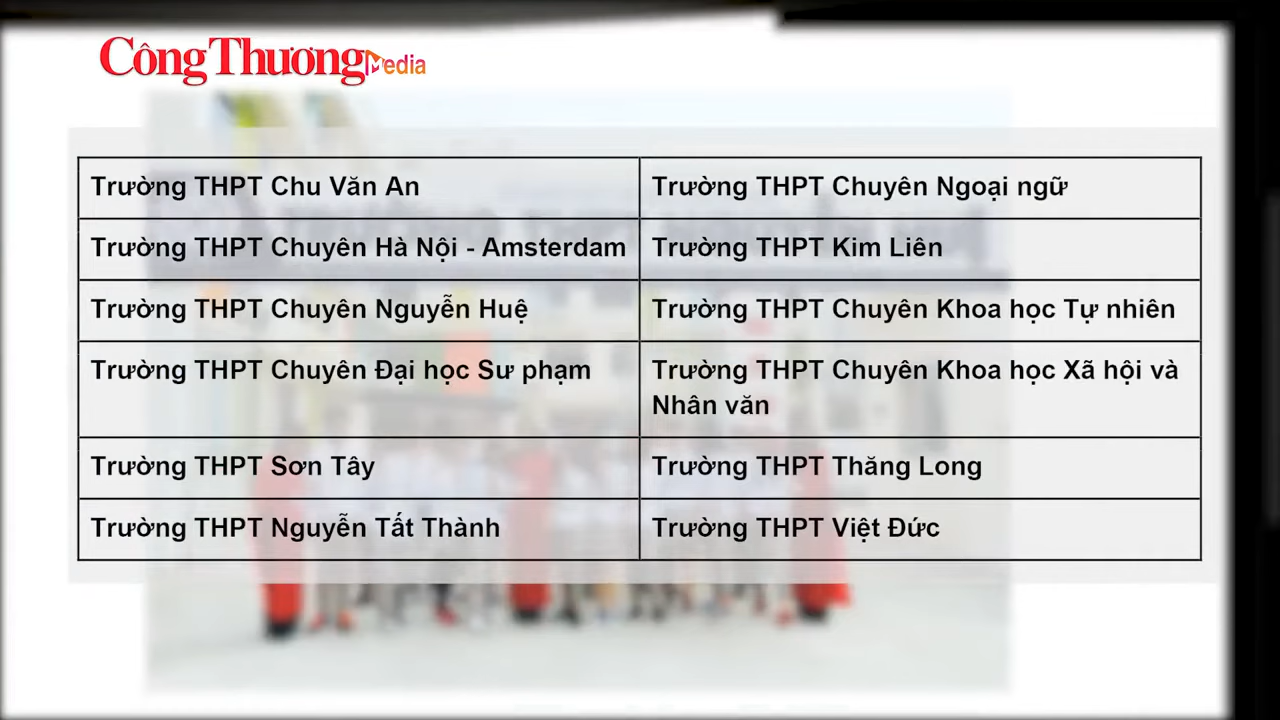 Công Thương Media
Trường THPT Chu Văn An
Trường THPT Chuyên Ngoại ngữ
Trường THPT Chuyên Hà Nội - Amsterdam
Trường THPT Kim Liên
Trường THPT Chuyên Nguyễn Huệ
Trường THPT Chuyên Khoa học Tự nhiên
Trường THPT Chuyên Đại học Sư phạm
Trường THPT Chuyên Khoa học Xã hội và
Nhân văn
Trường THPT Sơn Tây
Trường THPT Thăng Long
Trường THPT Nguyễn Tất Thành
Trường THPT Việt Đức